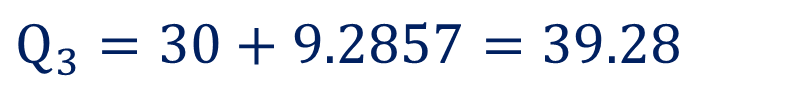 Q₃ = 30 + 9.2857 = 39.28